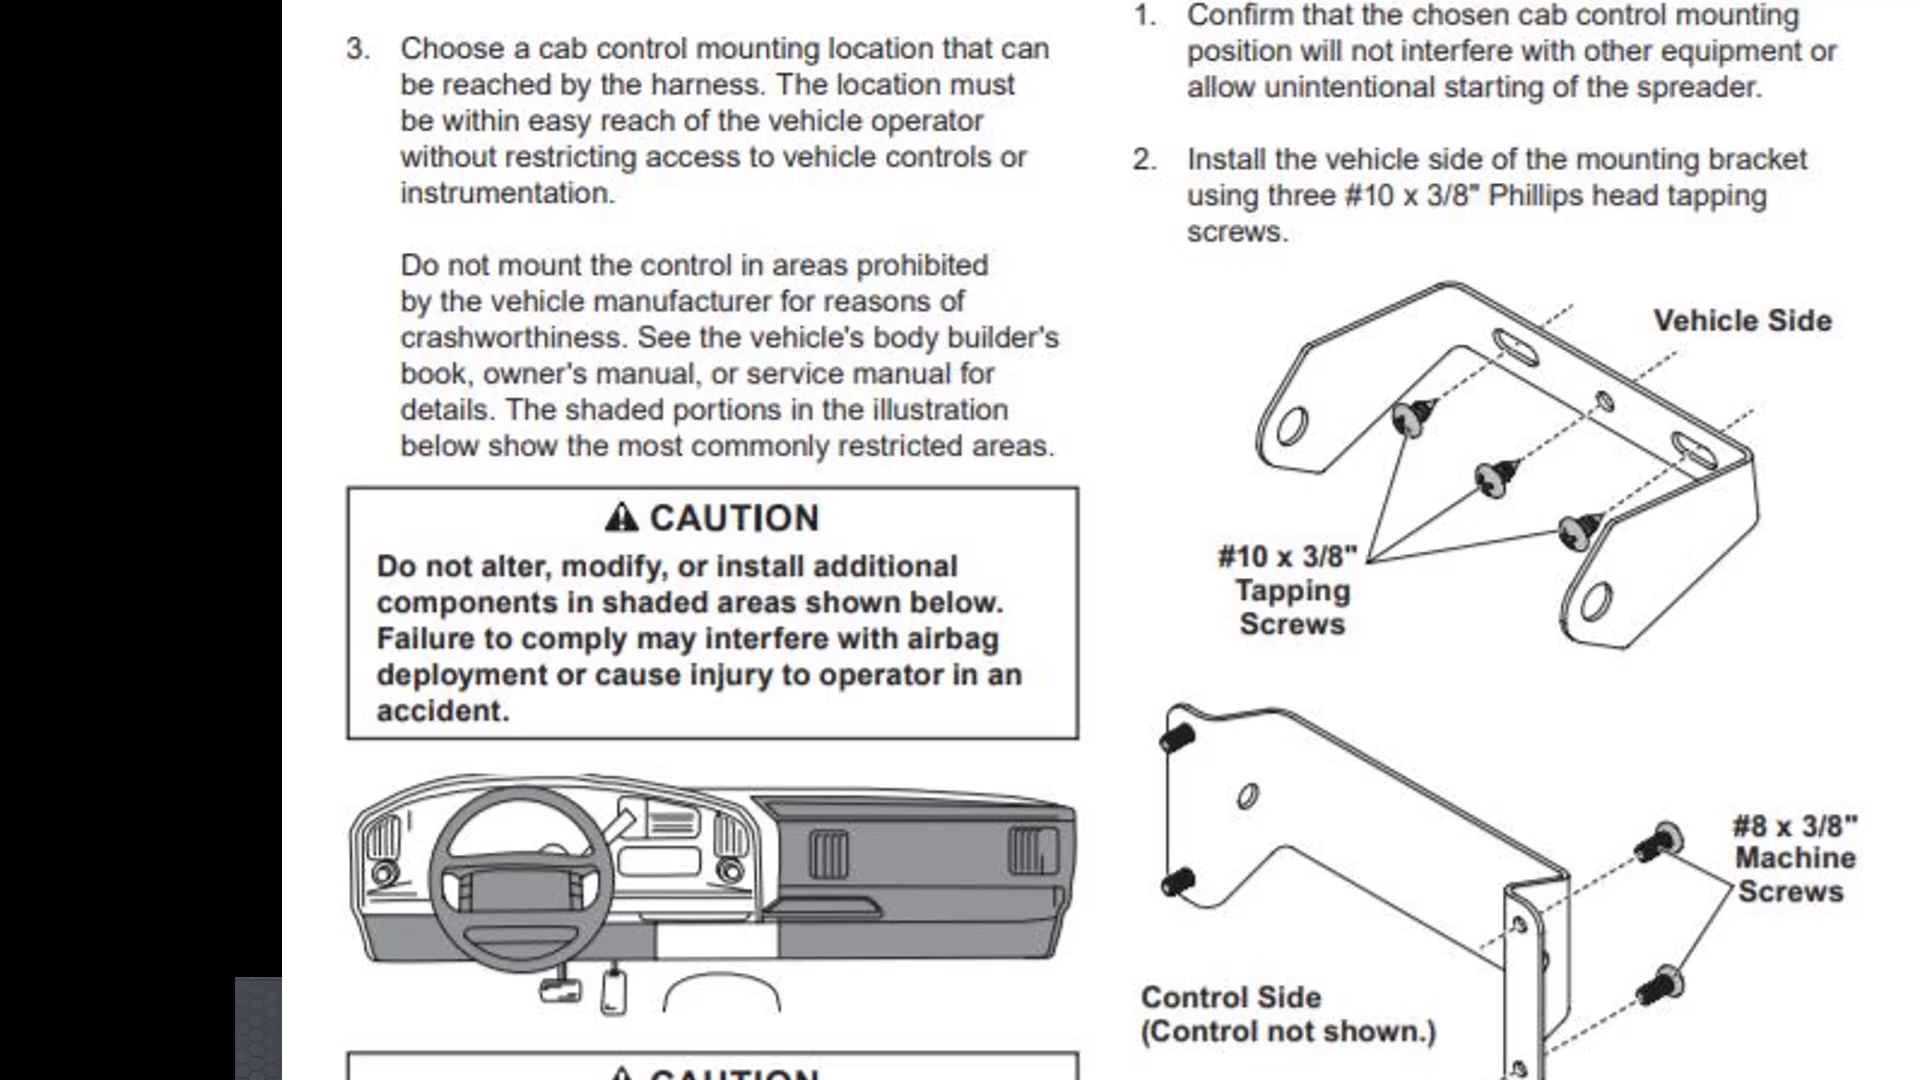 3. Choose a cab control mounting location that can
be reached by the harness. The location must
be within easy reach of the vehicle operator
without restricting access to vehicle controls or
instrumentation.
Do not mount the control in areas prohibited
by the vehicle manufacturer for reasons of
crashworthiness. See the vehicle's body builder's
book, owner's manual, or service manual for
details. The shaded portions in the illustration
below show the most commonly restricted areas.
CAUTION
Do not alter, modify, or install additional
components in shaded areas shown below.
Failure to comply may interfere with airbag
deployment or cause injury to operator in an
accident.
CAUTION
1. Confirm that the chosen cab control mounting
position will not interfere with other equipment or
allow unintentional starting of the spreader.
2. Install the vehicle side of the mounting bracket
using three #10 x 3/8" Phillips head tapping
screws.
Vehicle Side
#10 x 3/8"
Tapping
Screws
#8 x 3/8"
Machine
Screws
Control Side
(Control not shown.)